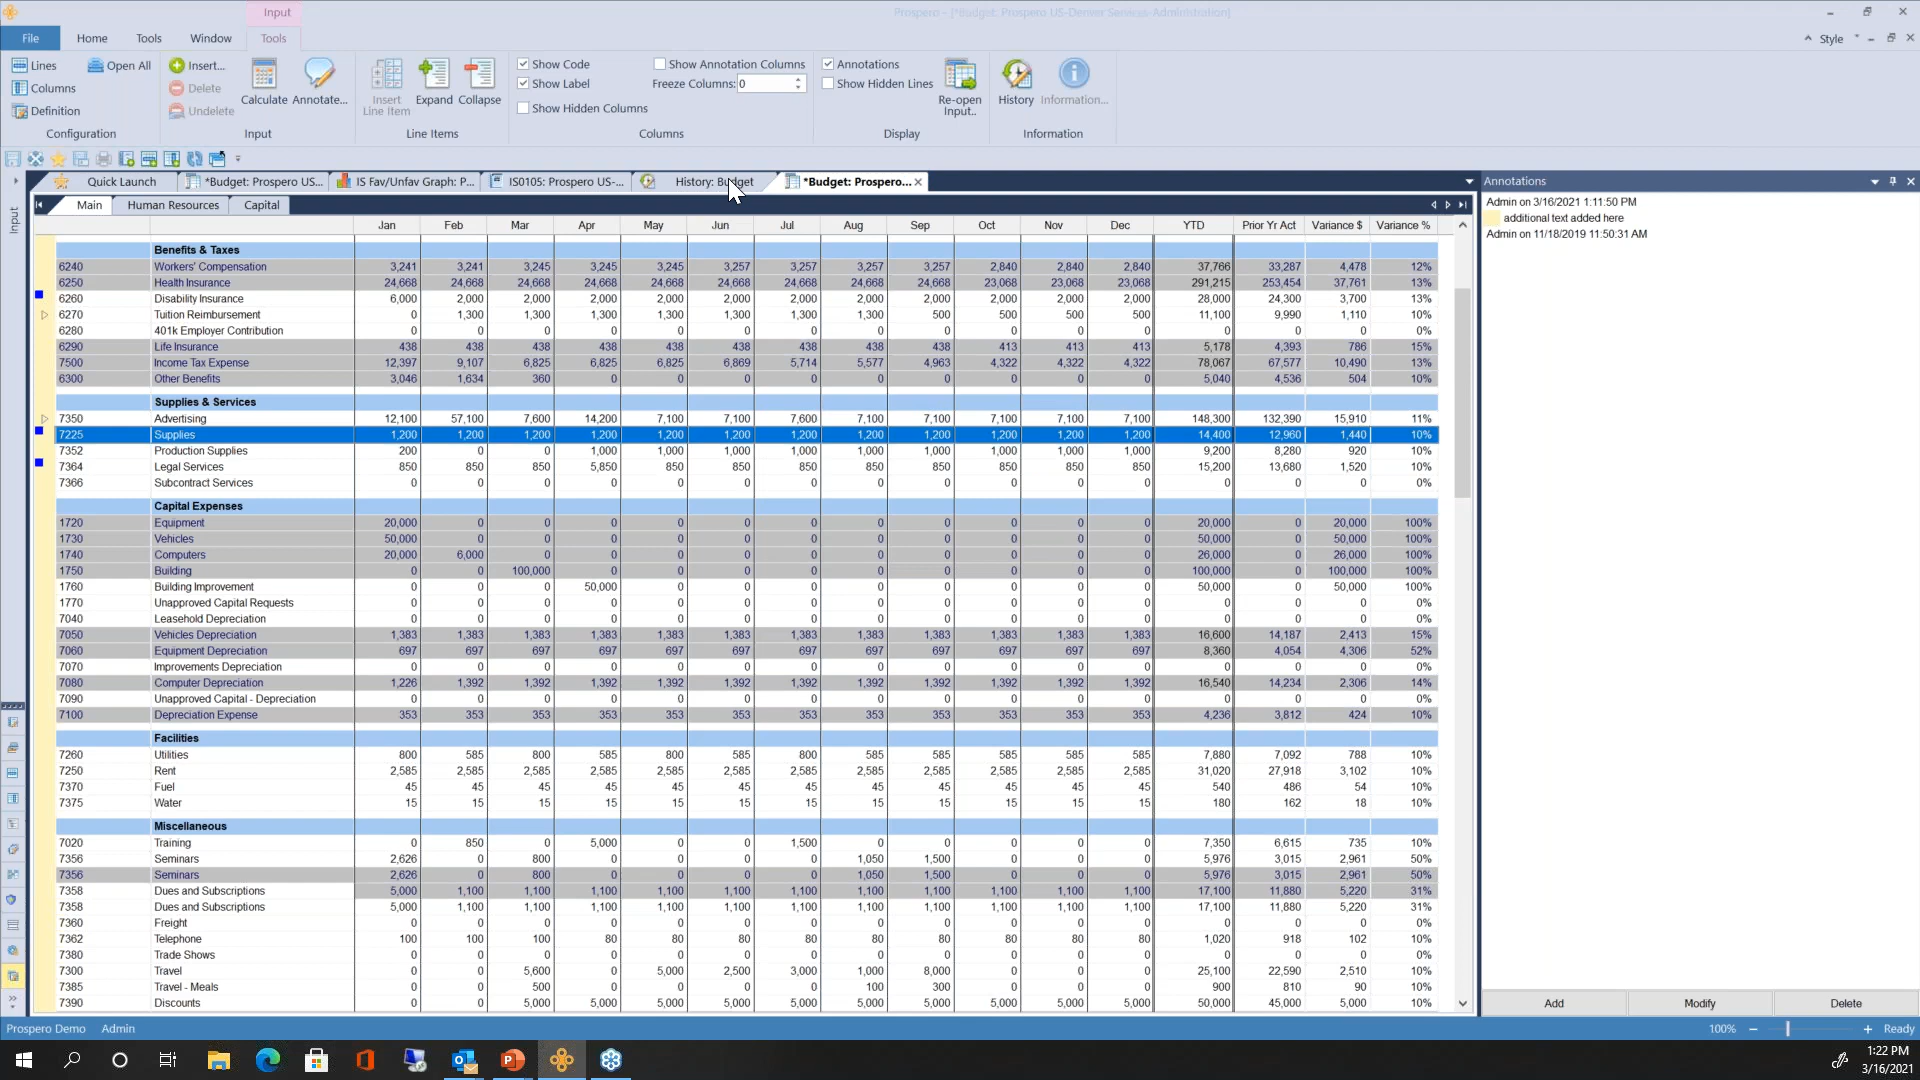 Input
Prospero - [*Budget: Prospero US-Denver Services-Administration]
File Home Tools Window Tools Style
Lines Open All Insert... Show Code Show Annotation Columns Annotations
Columns Delete Show Label Freeze Columns: 0 Show Hidden Lines
Definition Undelete Calculate Annotate... Insert Line Item Expand Collapse Show Hidden Columns Re-open Input.. History Information...
Configuration Input Line Items Columns Display Information
Quick Launch *Budget: Prospero US... IS Fav/Unfav Graph: P... IS0105: Prospero US-... History: Budget *Budget: Prospero... Annotations
Input
Main Human Resources Capital
Admin on 3/16/2021 1:11:50 PM
additional text added here
Admin on 11/18/2019 11:50:31 AM
Jan Feb Mar Apr May Jun Jul Aug Sep Oct Nov Dec YTD Prior Yr Act Variance $ Variance %
Benefits & Taxes
6240 Workers' Compensation 3,241 3,241 3,245 3,245 3,245 3,257 3,257 3,257 3,257 2,840 2,840 2,840 37,766 33,287 4,478 12%
6250 Health Insurance 24,668 24,668 24,668 24,668 24,668 24,668 24,668 24,668 24,668 23,068 23,068 23,068 291,215 253,454 37,761 13%
6260 Disability Insurance 6,000 2,000 2,000 2,000 2,000 2,000 2,000 2,000 2,000 2,000 2,000 2,000 28,000 24,300 3,700 13%
6270 Tuition Reimbursement 0 1,300 1,300 1,300 1,300 1,300 1,300 1,300 500 500 500 500 11,100 9,990 1,110 10%
6280 401k Employer Contribution 0 0 0 0 0 0 0 0 0 0 0 0 0 0 0 0%
6290 Life Insurance 438 438 438 438 438 438 438 438 438 413 413 413 5,178 4,393 786 15%
7500 Income Tax Expense 12,397 9,107 6,825 6,825 6,825 6,869 5,714 5,577 4,963 4,322 4,322 4,322 78,067 67,577 10,490 13%
6300 Other Benefits 3,046 1,634 360 0 0 0 0 0 0 0 0 0 5,040 4,536 504 10%
Supplies & Services
7350 Advertising 12,100 57,100 7,600 14,200 7,100 7,100 7,600 7,100 7,100 7,100 7,100 7,100 148,300 132,390 15,910 11%
7225 Supplies 1,200 1,200 1,200 1,200 1,200 1,200 1,200 1,200 1,200 1,200 1,200 1,200 14,400 12,960 1,440 10%
7352 Production Supplies 200 0 0 1,000 1,000 1,000 1,000 1,000 1,000 1,000 1,000 1,000 9,200 8,280 920 10%
7364 Legal Services 850 850 850 5,850 850 850 850 850 850 850 850 850 15,200 13,680 1,520 10%
7366 Subcontract Services 0 0 0 0 0 0 0 0 0 0 0 0 0 0 0 0%
Capital Expenses
1720 Equipment 20,000 0 0 0 0 0 0 0 0 0 0 0 20,000 0 20,000 100%
1730 Vehicles 50,000 0 0 0 0 0 0 0 0 0 0 0 50,000 0 50,000 100%
1740 Computers 20,000 6,000 0 0 0 0 0 0 0 0 0 0 26,000 0 26,000 100%
1750 Building 0 0 100,000 0 0 0 0 0 0 0 0 0 100,000 0 100,000 100%
1760 Building Improvement 0 0 0 50,000 0 0 0 0 0 0 0 0 50,000 0 50,000 100%
1770 Unapproved Capital Requests 0 0 0 0 0 0 0 0 0 0 0 0 0 0 0 0%
7040 Leasehold Depreciation 0 0 0 0 0 0 0 0 0 0 0 0 0 0 0 0%
7050 Vehicles Depreciation 1,383 1,383 1,383 1,383 1,383 1,383 1,383 1,383 1,383 1,383 1,383 1,383 16,600 14,187 2,413 15%
7060 Equipment Depreciation 697 697 697 697 697 697 697 697 697 697 697 697 8,360 4,054 4,306 52%
7070 Improvements Depreciation 0 0 0 0 0 0 0 0 0 0 0 0 0 0 0 0%
7080 Computer Depreciation 1,226 1,392 1,392 1,392 1,392 1,392 1,392 1,392 1,392 1,392 1,392 1,392 16,540 14,234 2,306 14%
7090 Unapproved Capital - Depreciation 0 0 0 0 0 0 0 0 0 0 0 0 0 0 0 0%
7100 Depreciation Expense 353 353 353 353 353 353 353 353 353 353 353 353 4,236 3,812 424 10%
Facilities
7260 Utilities 800 585 800 585 800 585 800 585 585 585 585 585 7,880 7,092 788 10%
7250 Rent 2,585 2,585 2,585 2,585 2,585 2,585 2,585 2,585 2,585 2,585 2,585 2,585 31,020 27,918 3,102 10%
7370 Fuel 45 45 45 45 45 45 45 45 45 45 45 45 540 486 54 10%
7375 Water 15 15 15 15 15 15 15 15 15 15 15 15 180 162 18 10%
Miscellaneous
7020 Training 0 850 0 5,000 0 0 1,500 0 0 0 0 0 7,350 6,615 735 10%
7356 Seminars 2,626 0 800 0 0 0 0 1,050 1,500 0 0 0 5,976 3,015 2,961 50%
7356 Seminars 2,626 0 800 0 0 0 0 1,050 1,500 0 0 0 5,976 3,015 2,961 50%
7358 Dues and Subscriptions 5,000 1,100 1,100 1,100 1,100 1,100 1,100 1,100 1,100 1,100 1,100 1,100 17,100 11,880 5,220 31%
7358 Dues and Subscriptions 5,000 1,100 1,100 1,100 1,100 1,100 1,100 1,100 1,100 1,100 1,100 1,100 17,100 11,880 5,220 31%
7360 Freight 0 0 0 0 0 0 0 0 0 0 0 0 0 0 0 0%
7362 Telephone 100 100 100 80 80 80 80 80 80 80 80 80 1,020 918 102 10%
7380 Trade Shows 0 0 0 0 0 0 0 0 0 0 0 0 0 0 0 0%
7300 Travel 0 0 5,600 0 5,000 2,500 3,000 1,000 8,000 0 0 0 25,100 22,590 2,510 10%
7385 Travel - Meals 0 0 500 0 0 0 0 100 300 0 0 0 900 810 90 10%
7390 Discounts 0 0 5,000 5,000 5,000 5,000 5,000 5,000 5,000 5,000 5,000 5,000 50,000 45,000 5,000 10%
Add Modify Delete
Prospero Demo Admin 100% Ready
1:22 PM
3/16/2021